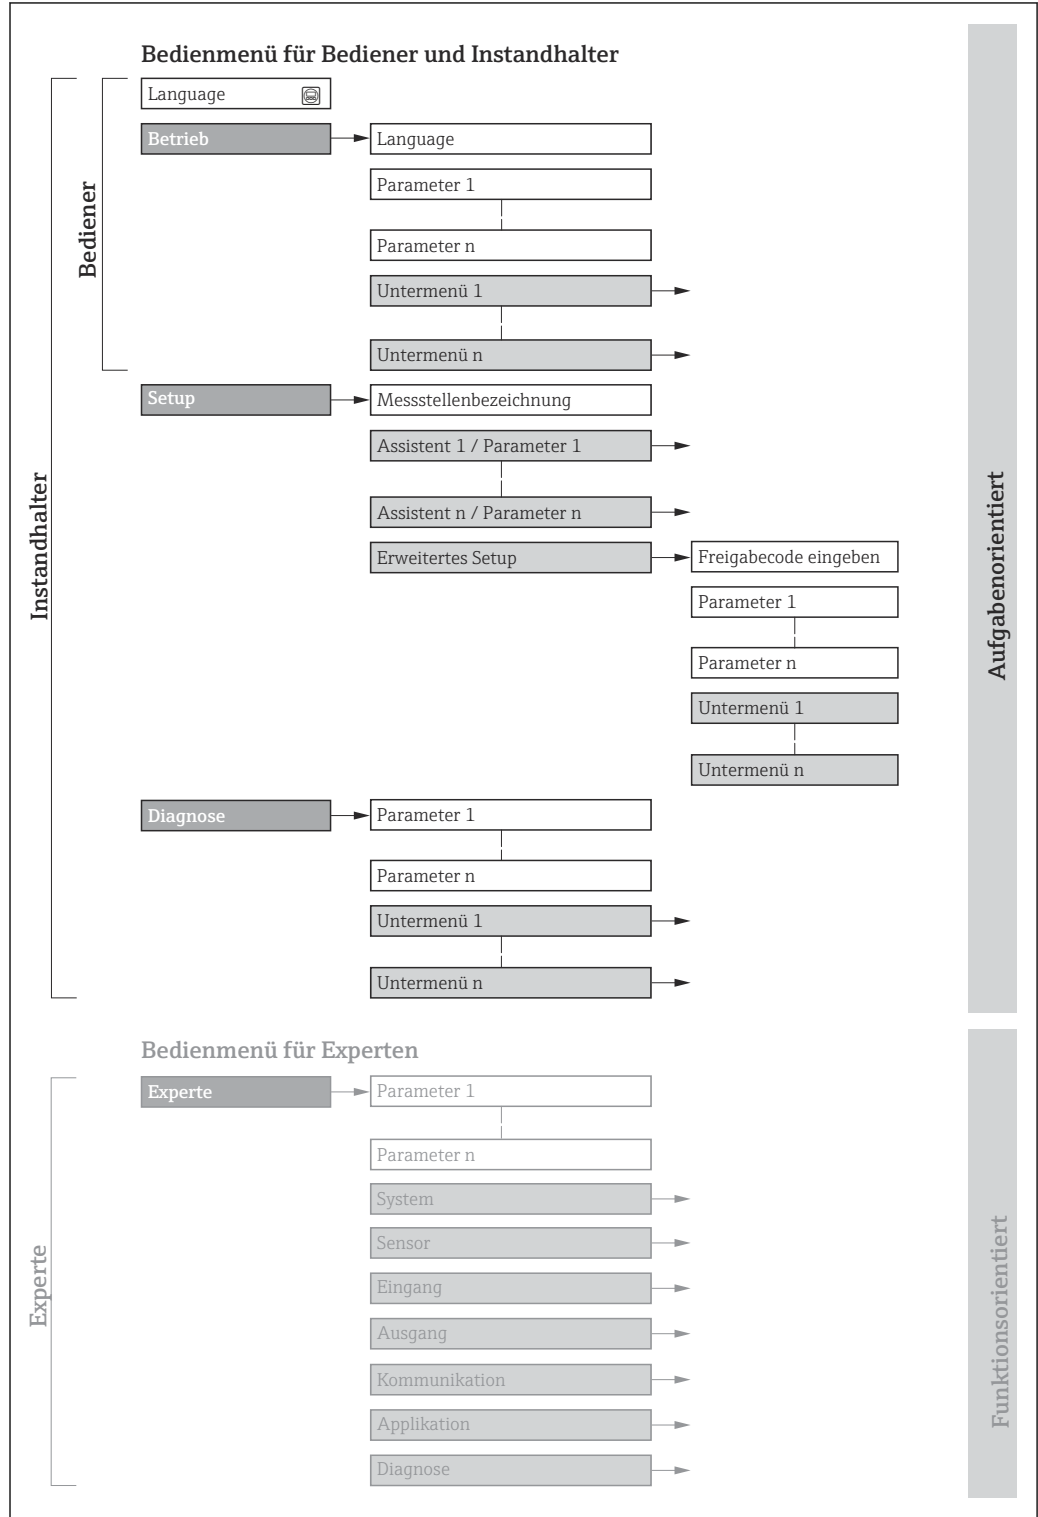 Bedienmenü für Bediener und Instandhalter
Language
Betrieb
Language
Parameter 1
Parameter n
Untermenü 1
Untermenü n
Bediener
Setup
Messstellenbezeichnung
Assistent 1 / Parameter 1
Assistent n / Parameter n
Erweitertes Setup
Freigabecode eingeben
Parameter 1
Parameter n
Untermenü 1
Untermenü n
Instandhalter
Aufgabenorientiert
Diagnose
Parameter 1
Parameter n
Untermenü 1
Untermenü n
Bedienmenü für Experten
Experte
Parameter 1
Parameter n
System
Sensor
Eingang
Ausgang
Kommunikation
Applikation
Diagnose
Experte
Funktionsorientiert